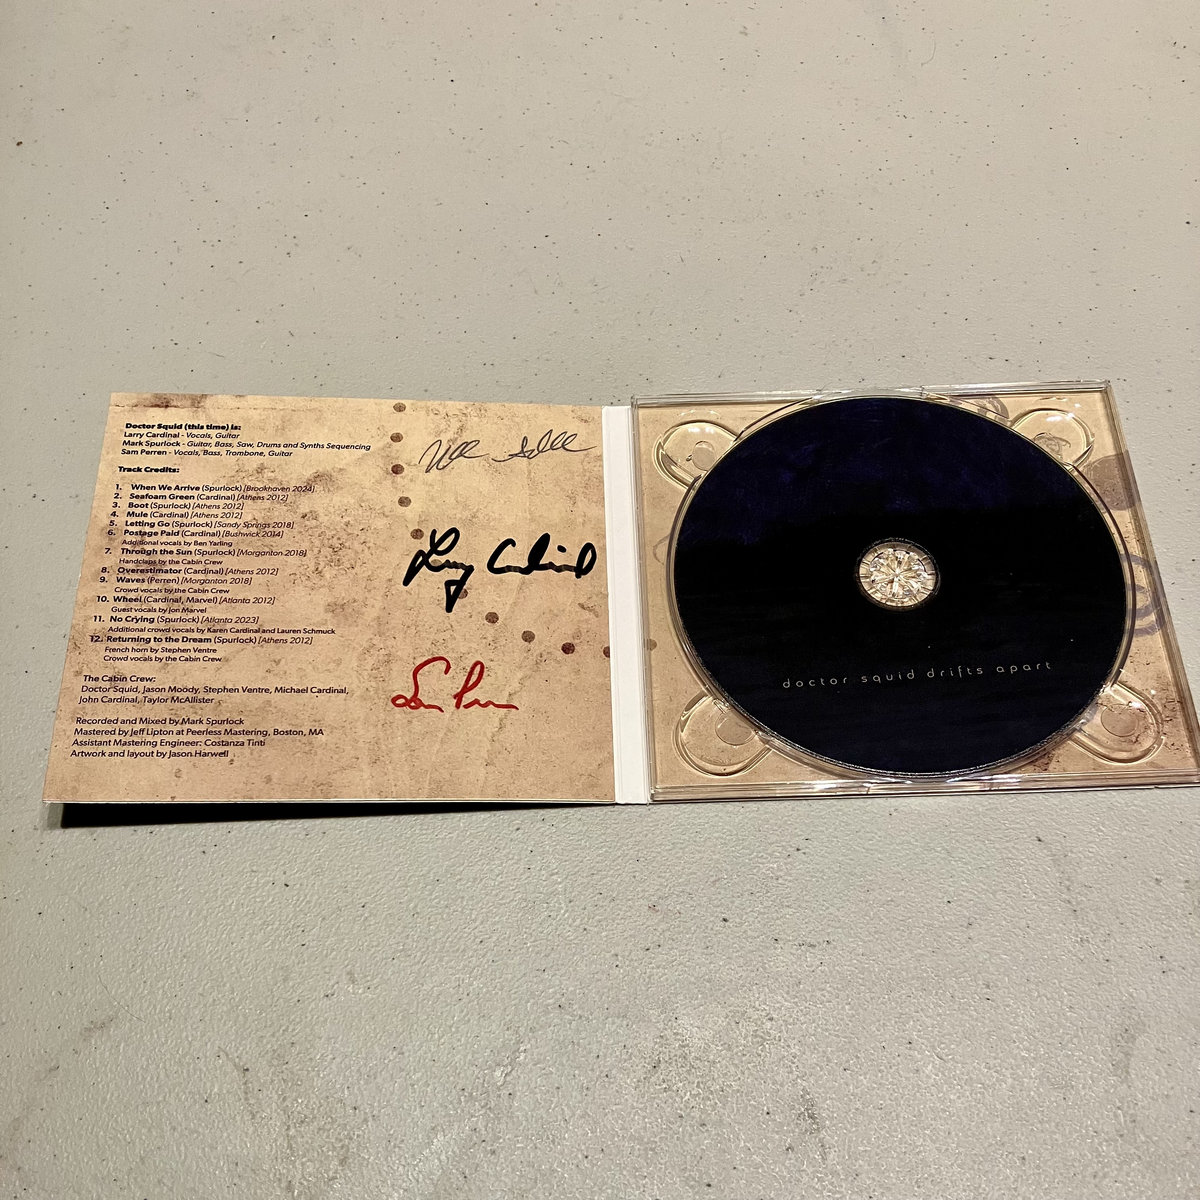 Doctor Squid (this time) is:
Larry Cardinal - Vocals, Guitar
Mark Spurlock - Guitar, Bass, Saw, Drums and Synths Sequencing
Sam Perren - Vocals, Bass, Trombone, Guitar
Track Credits:
1. When We Arrive (Spurlock) [Brookhaven 2024]
2. Seafoam Green (Cardinal) [Athens 2012]
3. Boot (Spurlock) [Athens 2012]
4. Mule (Cardinal) [Athens 2012]
5. Letting Go (Spurlock) [Sandy Springs 2018]
6. Postage Paid (Cardinal) [Bushwick 2014]
Additional vocals by Ben Yarling
7. Through the Sun (Spurlock) [Morganton 2018]
Handclaps by the Cabin Crew
8. Overestimator (Cardinal) [Athens 2012]
9. Waves (Perren) [Morganton 2018]
Crowd vocals by the Cabin Crew
10. Wheel (Cardinal, Marvel) [Atlanta 2012]
Guest vocals by Jon Marvel
11. No Crying (Spurlock) [Atlanta 2023]
Additional crowd vocals by Karen Cardinal and Lauren Schmuck
12. Returning to the Dream (Spurlock) [Athens 2012]
French horn by Stephen Ventre
Crowd vocals by the Cabin Crew
The Cabin Crew:
Doctor Squid, Jason Moody, Stephen Ventre, Michael Cardinal,
John Cardinal, Taylor McAllister
Recorded and Mixed by Mark Spurlock
Mastered by Jeff Lipton at Peerless Mastering, Boston, MA
Assistant Mastering Engineer: Costanza Tinti
Artwork and layout by Jason Harwell
Larry Cardinal
Sam Perren
doctor squid drifts apart